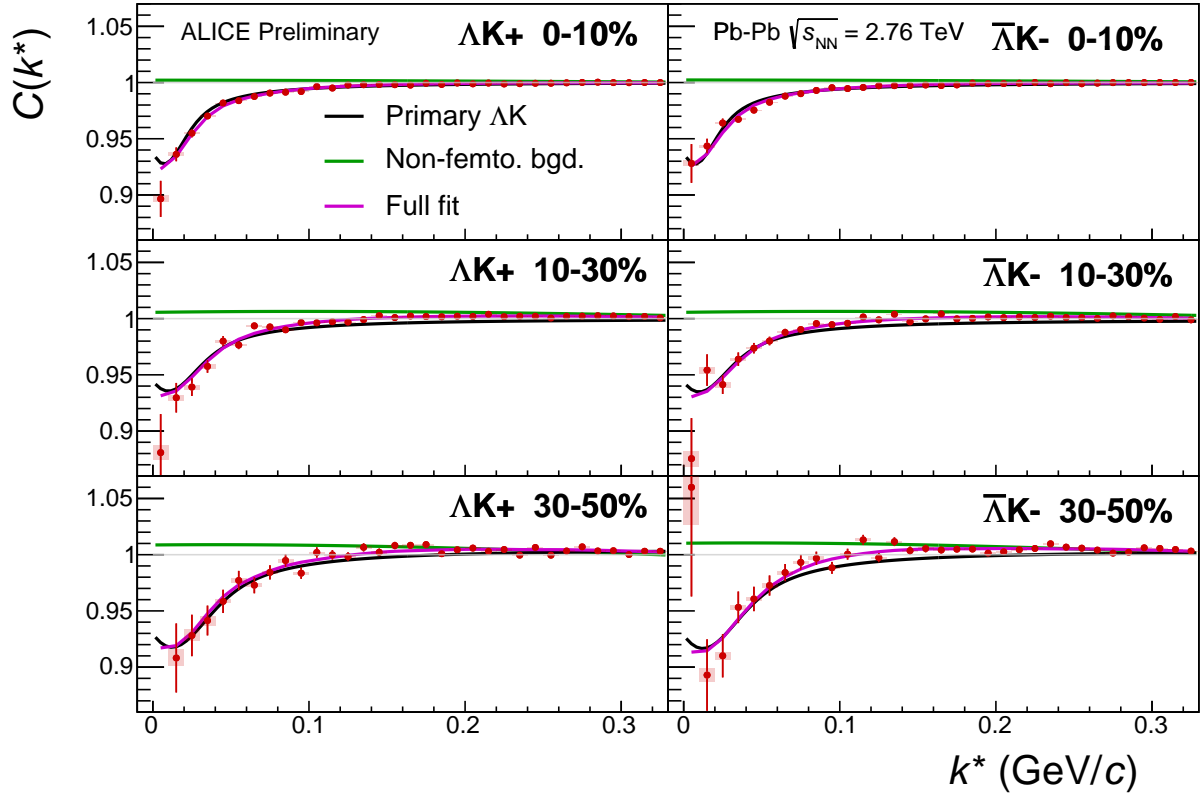 C(k*)
ALICE Preliminary
ΛK+ 0-10%
Pb-Pb √sNN = 2.76 TeV
Λ̅K- 0-10%
1.05
1
0.95
0.9
Primary ΛK
Non-femto. bgd.
Full fit
ΛK+ 10-30%
Λ̅K- 10-30%
1.05
1
0.95
0.9
ΛK+ 30-50%
Λ̅K- 30-50%
1.05
1
0.95
0.9
0 0.1 0.2 0.3
0 0.1 0.2 0.3
k* (GeV/c)